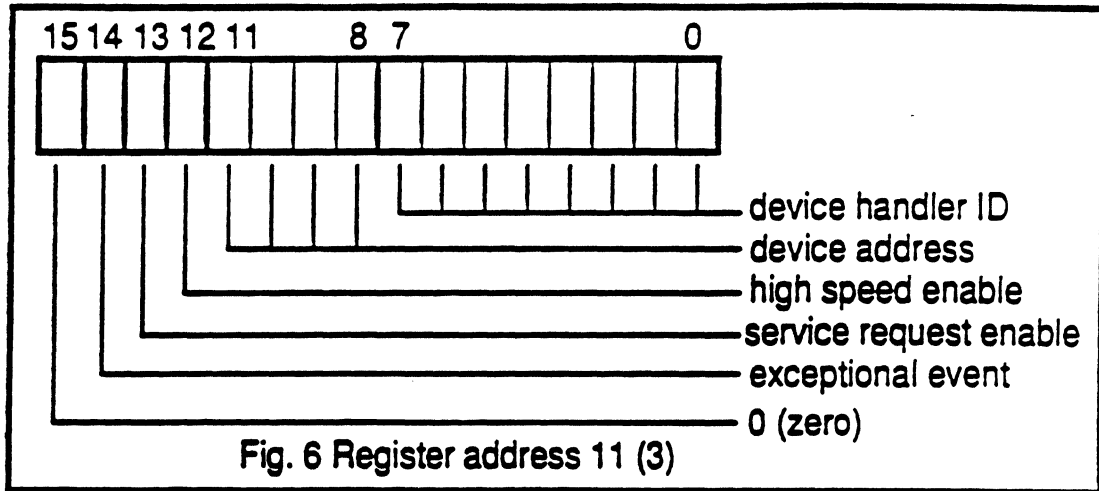 15 14 13 12 11 8 7 0
device handler ID
device address
high speed enable
service request enable
exceptional event
0 (zero)
Fig. 6 Register address 11 (3)